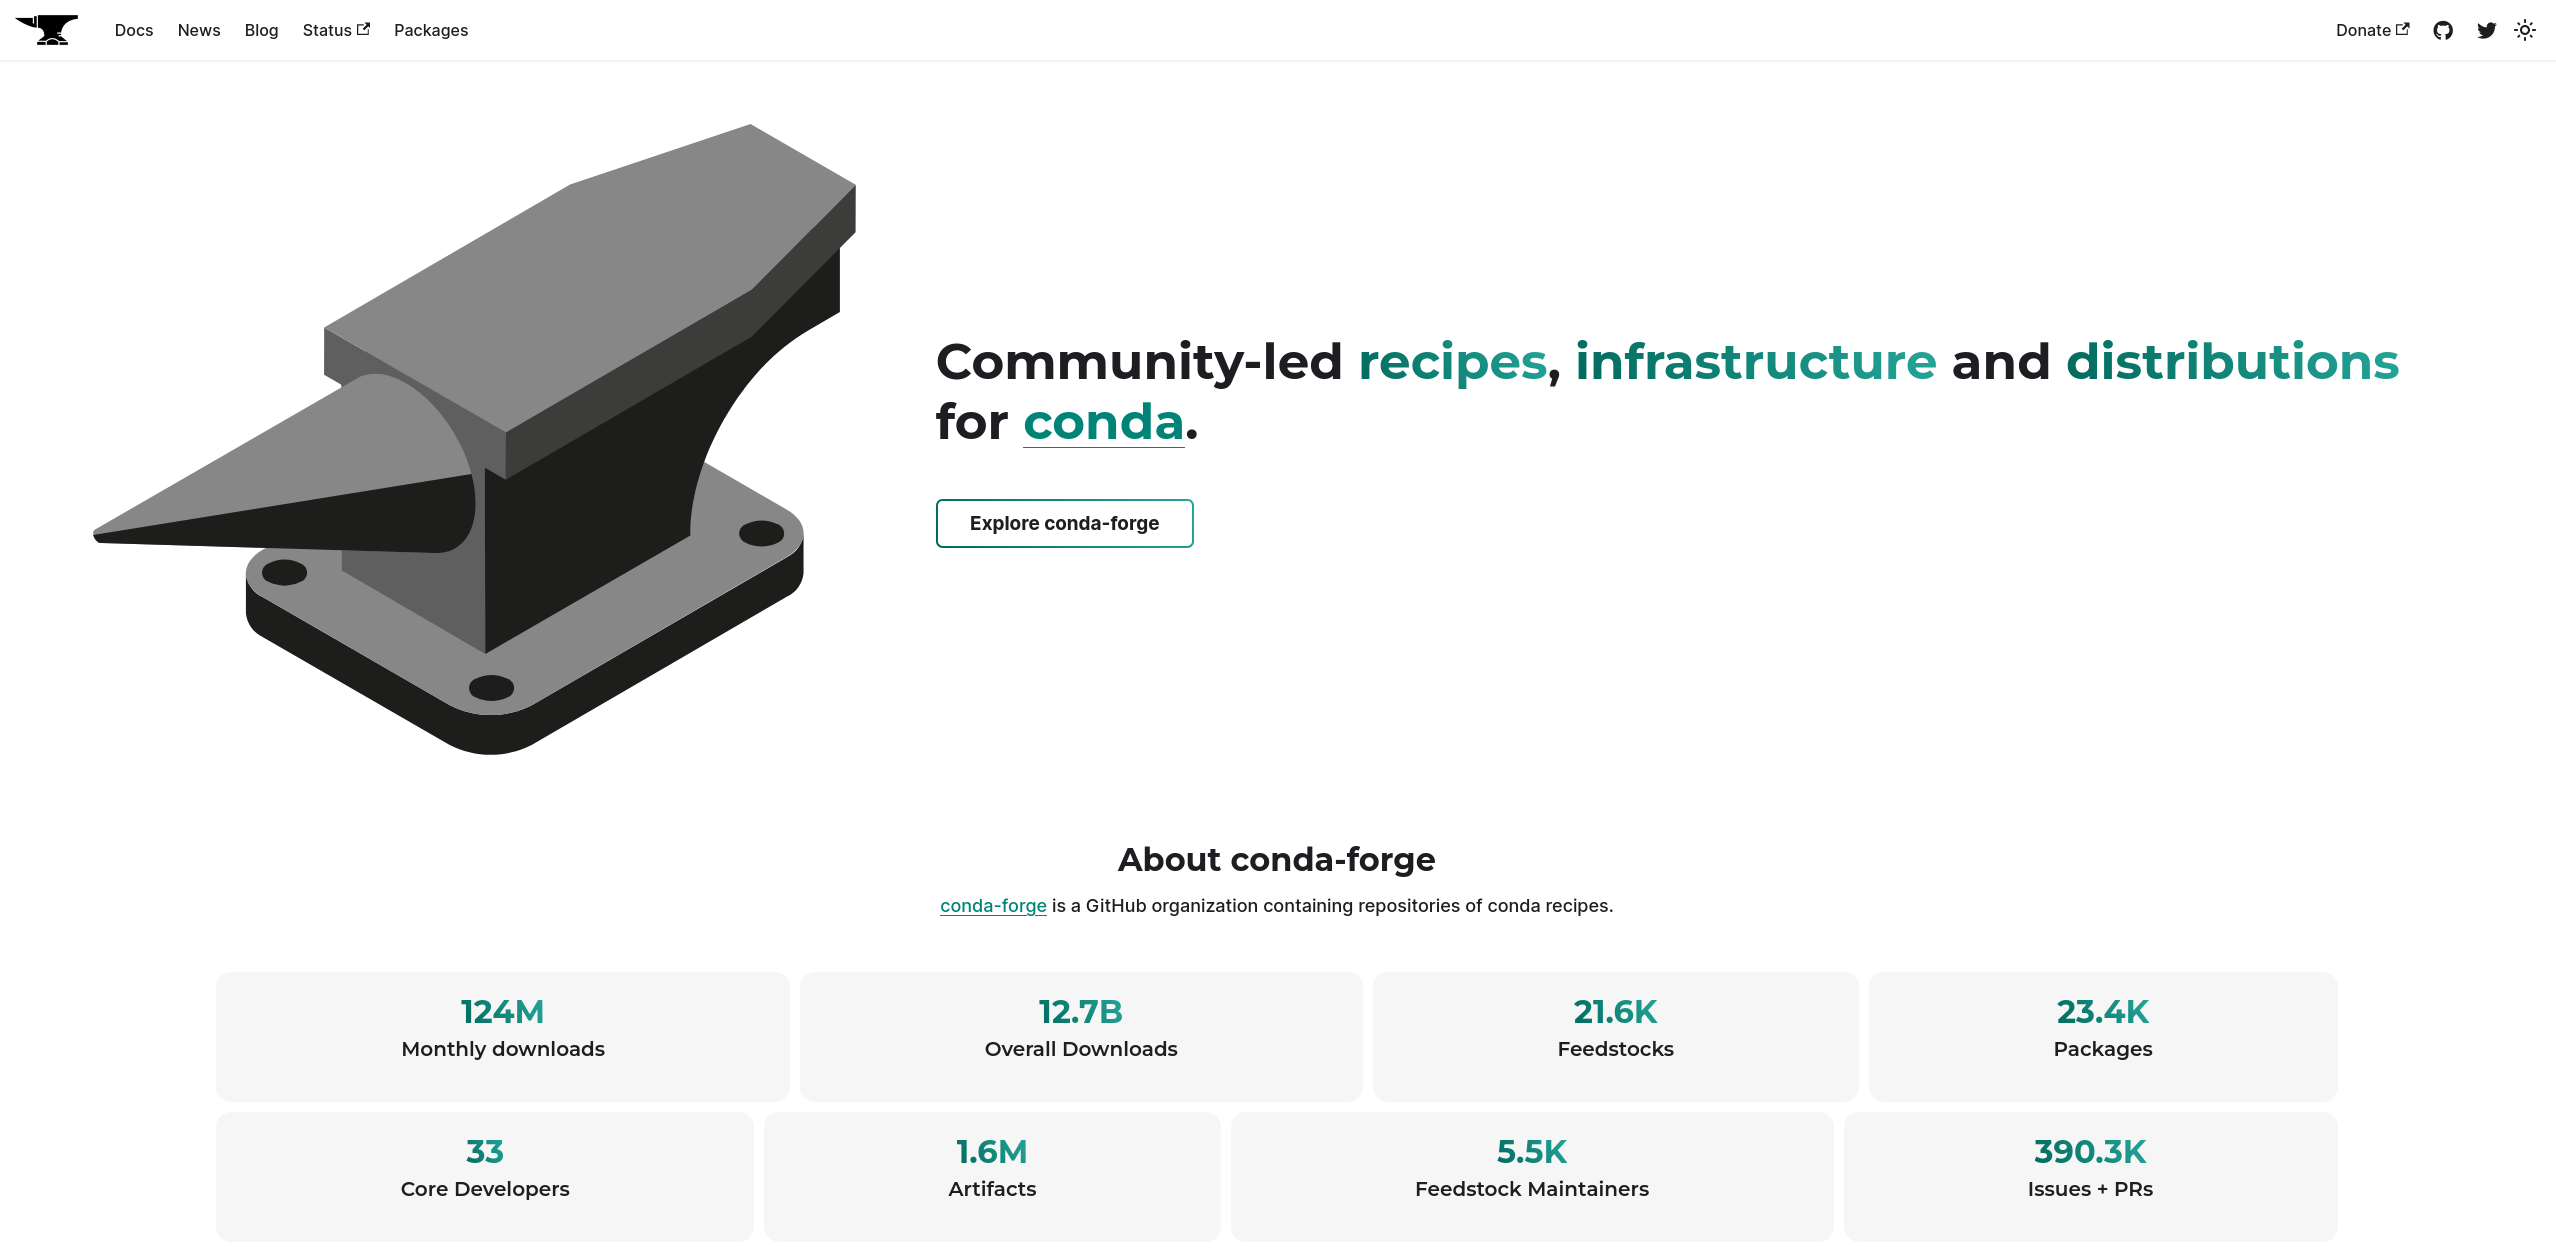 Docs News Blog Status Packages Donate
Community-led recipes, infrastructure and distributions
for conda.
Explore conda-forge
About conda-forge
conda-forge is a GitHub organization containing repositories of conda recipes.
124M 12.7B 21.6K 23.4K
Monthly downloads Overall Downloads Feedstocks Packages
33 1.6M 5.5K 390.3K
Core Developers Artifacts Feedstock Maintainers Issues + PRs